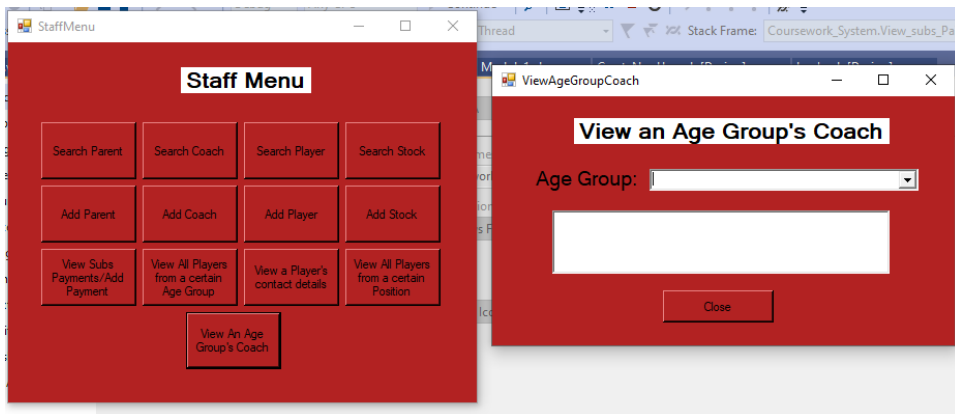 Continue
Thread
Stack Frame:
Coursework_System.View_subs_Pa
StaffMenu
Staff Menu
Search Parent
Search Coach
Search Player
Search Stock
Add Parent
Add Coach
Add Player
Add Stock
View Subs
Payments/Add
Payment
View All Players
from a certain
Age Group
View a Player's
contact details
View All Players
from a certain
Position
View An Age
Group's Coach
ViewAgeGroupCoach
View an Age Group's Coach
Age Group:
Close